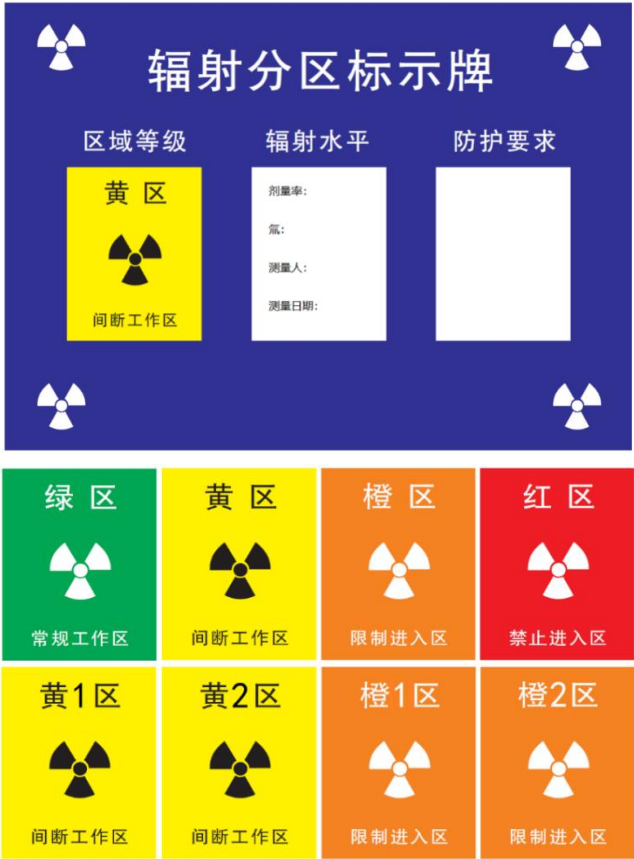 辐射分区标示牌
区域等级 辐射水平 防护要求
黄区
间断工作区
剂量率:
氚:
测量人:
测量日期:
绿区 黄区 橙区 红区
常规工作区 间断工作区 限制进入区 禁止进入区
黄1区 黄2区 橙1区 橙2区
间断工作区 间断工作区 限制进入区 限制进入区